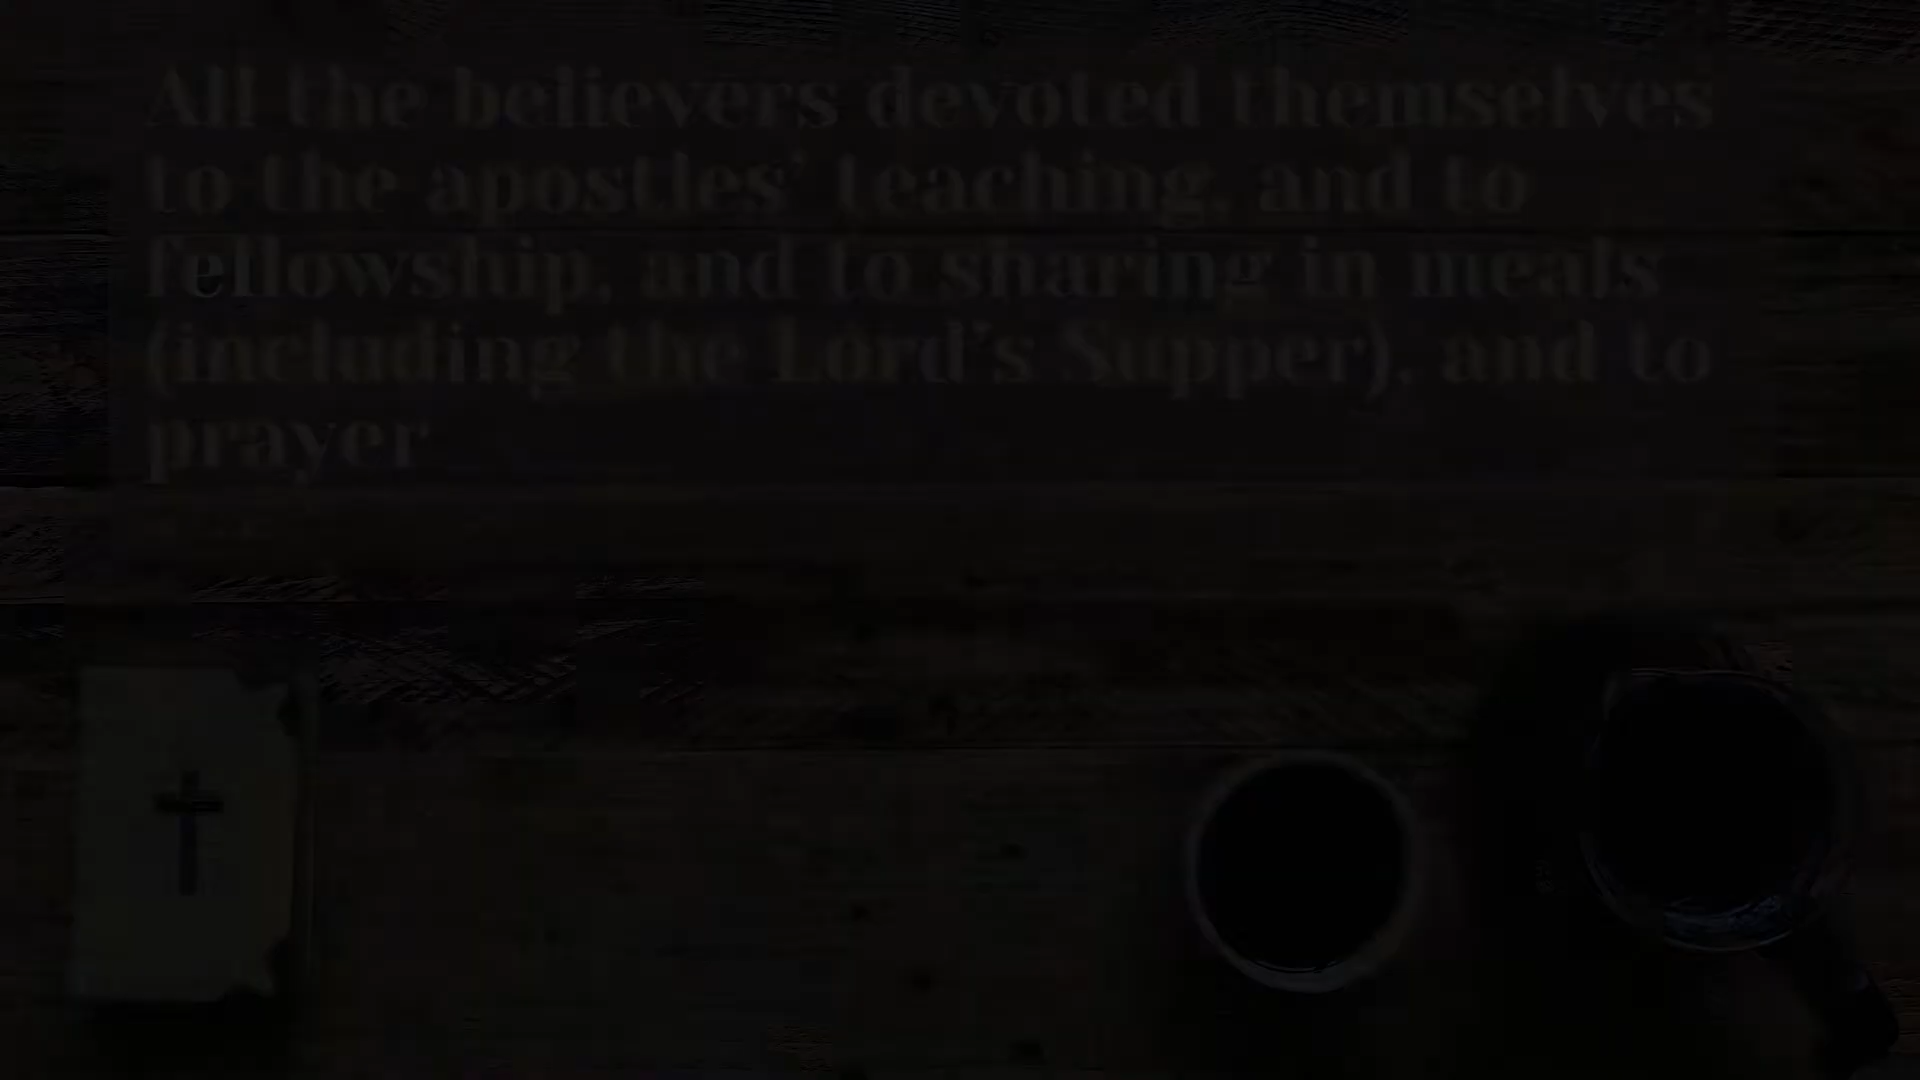 All the believers devoted themselves
to the apostles' teaching, and to
fellowship, and to sharing in meals
(including the Lord's Supper), and to
prayer